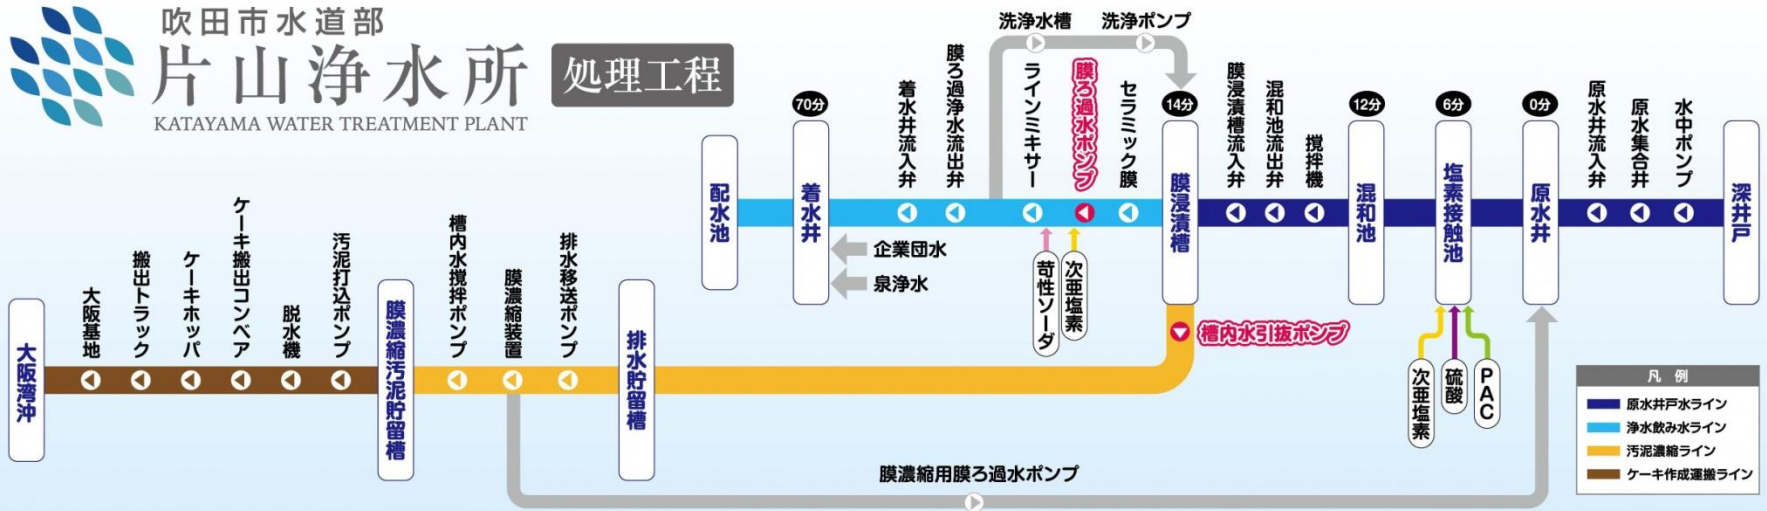 吹田市水道部
片山浄水所
処理工程
KATAYAMA WATER TREATMENT PLANT
洗浄水槽
洗浄ポンプ
配水池
70分
着水井
着水井流入弁
膜ろ過浄水流出弁
ラインミキサー
膜ろ過水ポンプ
セラミック膜
14分
膜浸漬槽
膜浸漬槽流入弁
混和池流出弁
撹拌機
12分
混和池
6分
塩素接触池
0分
原水井
原水井流入弁
原水集合井
水中ポンプ
深井戸
企業団水
泉浄水
苛性ソーダ
次亜塩素
次亜塩素
硫酸
PAC
槽内水引抜ポンプ
大阪湾沖
大阪基地
搬出トラック
ケーキホッパ
ケーキ搬出コンベア
脱水機
汚泥打込ポンプ
膜濃縮汚泥貯留槽
槽内水撹拌ポンプ
膜濃縮装置
排水移送ポンプ
排水貯留槽
膜濃縮用膜ろ過水ポンプ
凡例
原水井戸水ライン
浄水飲み水ライン
汚泥濃縮ライン
ケーキ作成運搬ライン